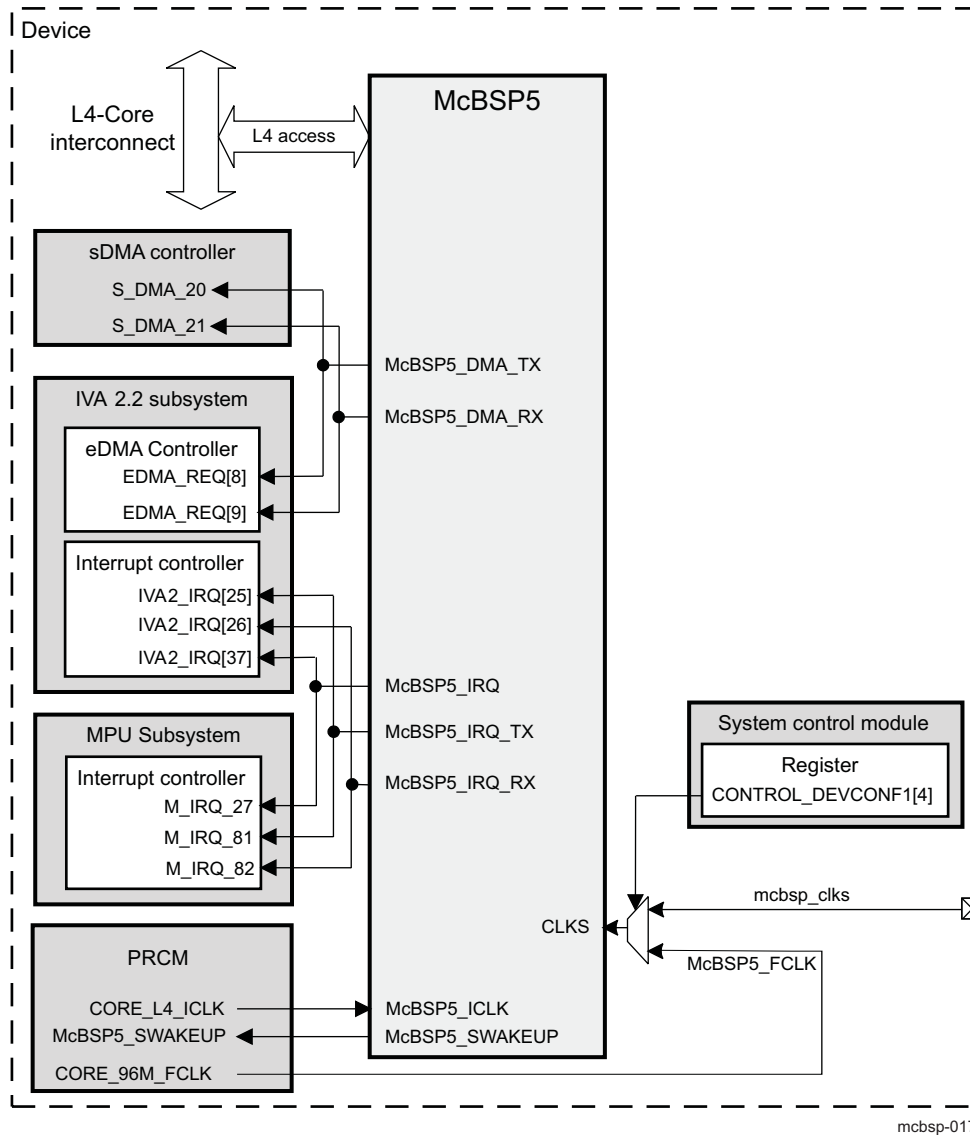 Device
McBSP5
L4-Core
interconnect
L4 access
sDMA controller
S_DMA_20
S_DMA_21
McBSP5_DMA_TX
McBSP5_DMA_RX
IVA 2.2 subsystem
eDMA Controller
EDMA_REQ[8]
EDMA_REQ[9]
Interrupt controller
IVA2_IRQ[25]
IVA2_IRQ[26]
IVA2_IRQ[37]
McBSP5_IRQ
McBSP5_IRQ_TX
McBSP5_IRQ_RX
MPU Subsystem
Interrupt controller
M_IRQ_27
M_IRQ_81
M_IRQ_82
System control module
Register
CONTROL_DEVCONF1[4]
mcbsp_clks
CLKS
McBSP5_FCLK
PRCM
CORE_L4_ICLK
McBSP5_SWAKEUP
CORE_96M_FCLK
McBSP5_ICLK
McBSP5_SWAKEUP
mcbsp-017